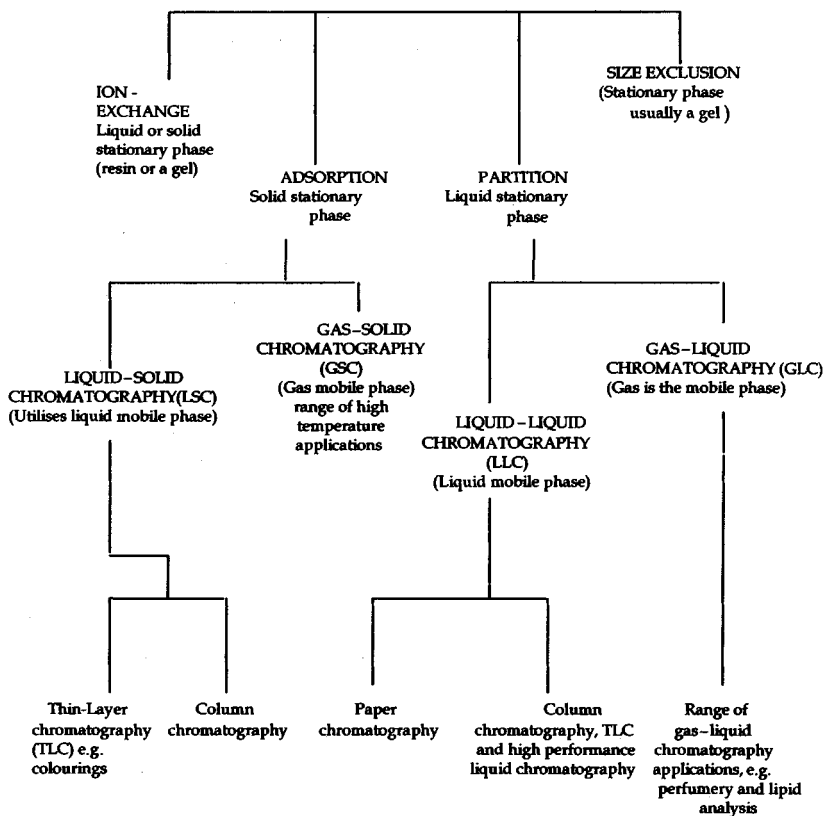 ION -
EXCHANGE
Liquid or solid
stationary phase
(resin or a gel)
ADSORPTION
Solid stationary
phase
PARTITION
Liquid stationary
phase
SIZE EXCLUSION
(Stationary phase
usually a gel )
LIQUID–SOLID
CHROMATOGRAPHY(LSC)
(Utilises liquid mobile phase)
GAS–SOLID
CHROMATOGRAPHY
(GSC)
(Gas mobile phase)
range of high
temperature
applications
LIQUID – LIQUID
CHROMATOGRAPHY
(LLC)
(Liquid mobile phase)
GAS–LIQUID
CHROMATOGRAPHY (GLC)
(Gas is the mobile phase)
Thin-Layer
chromatography
(TLC) e.g.
colourings
Column
chromatography
Paper
chromatography
Column
chromatography, TLC
and high performance
liquid chromatography
Range of
gas–liquid
chromatography
applications, e.g.
perfumery and lipid
analysis